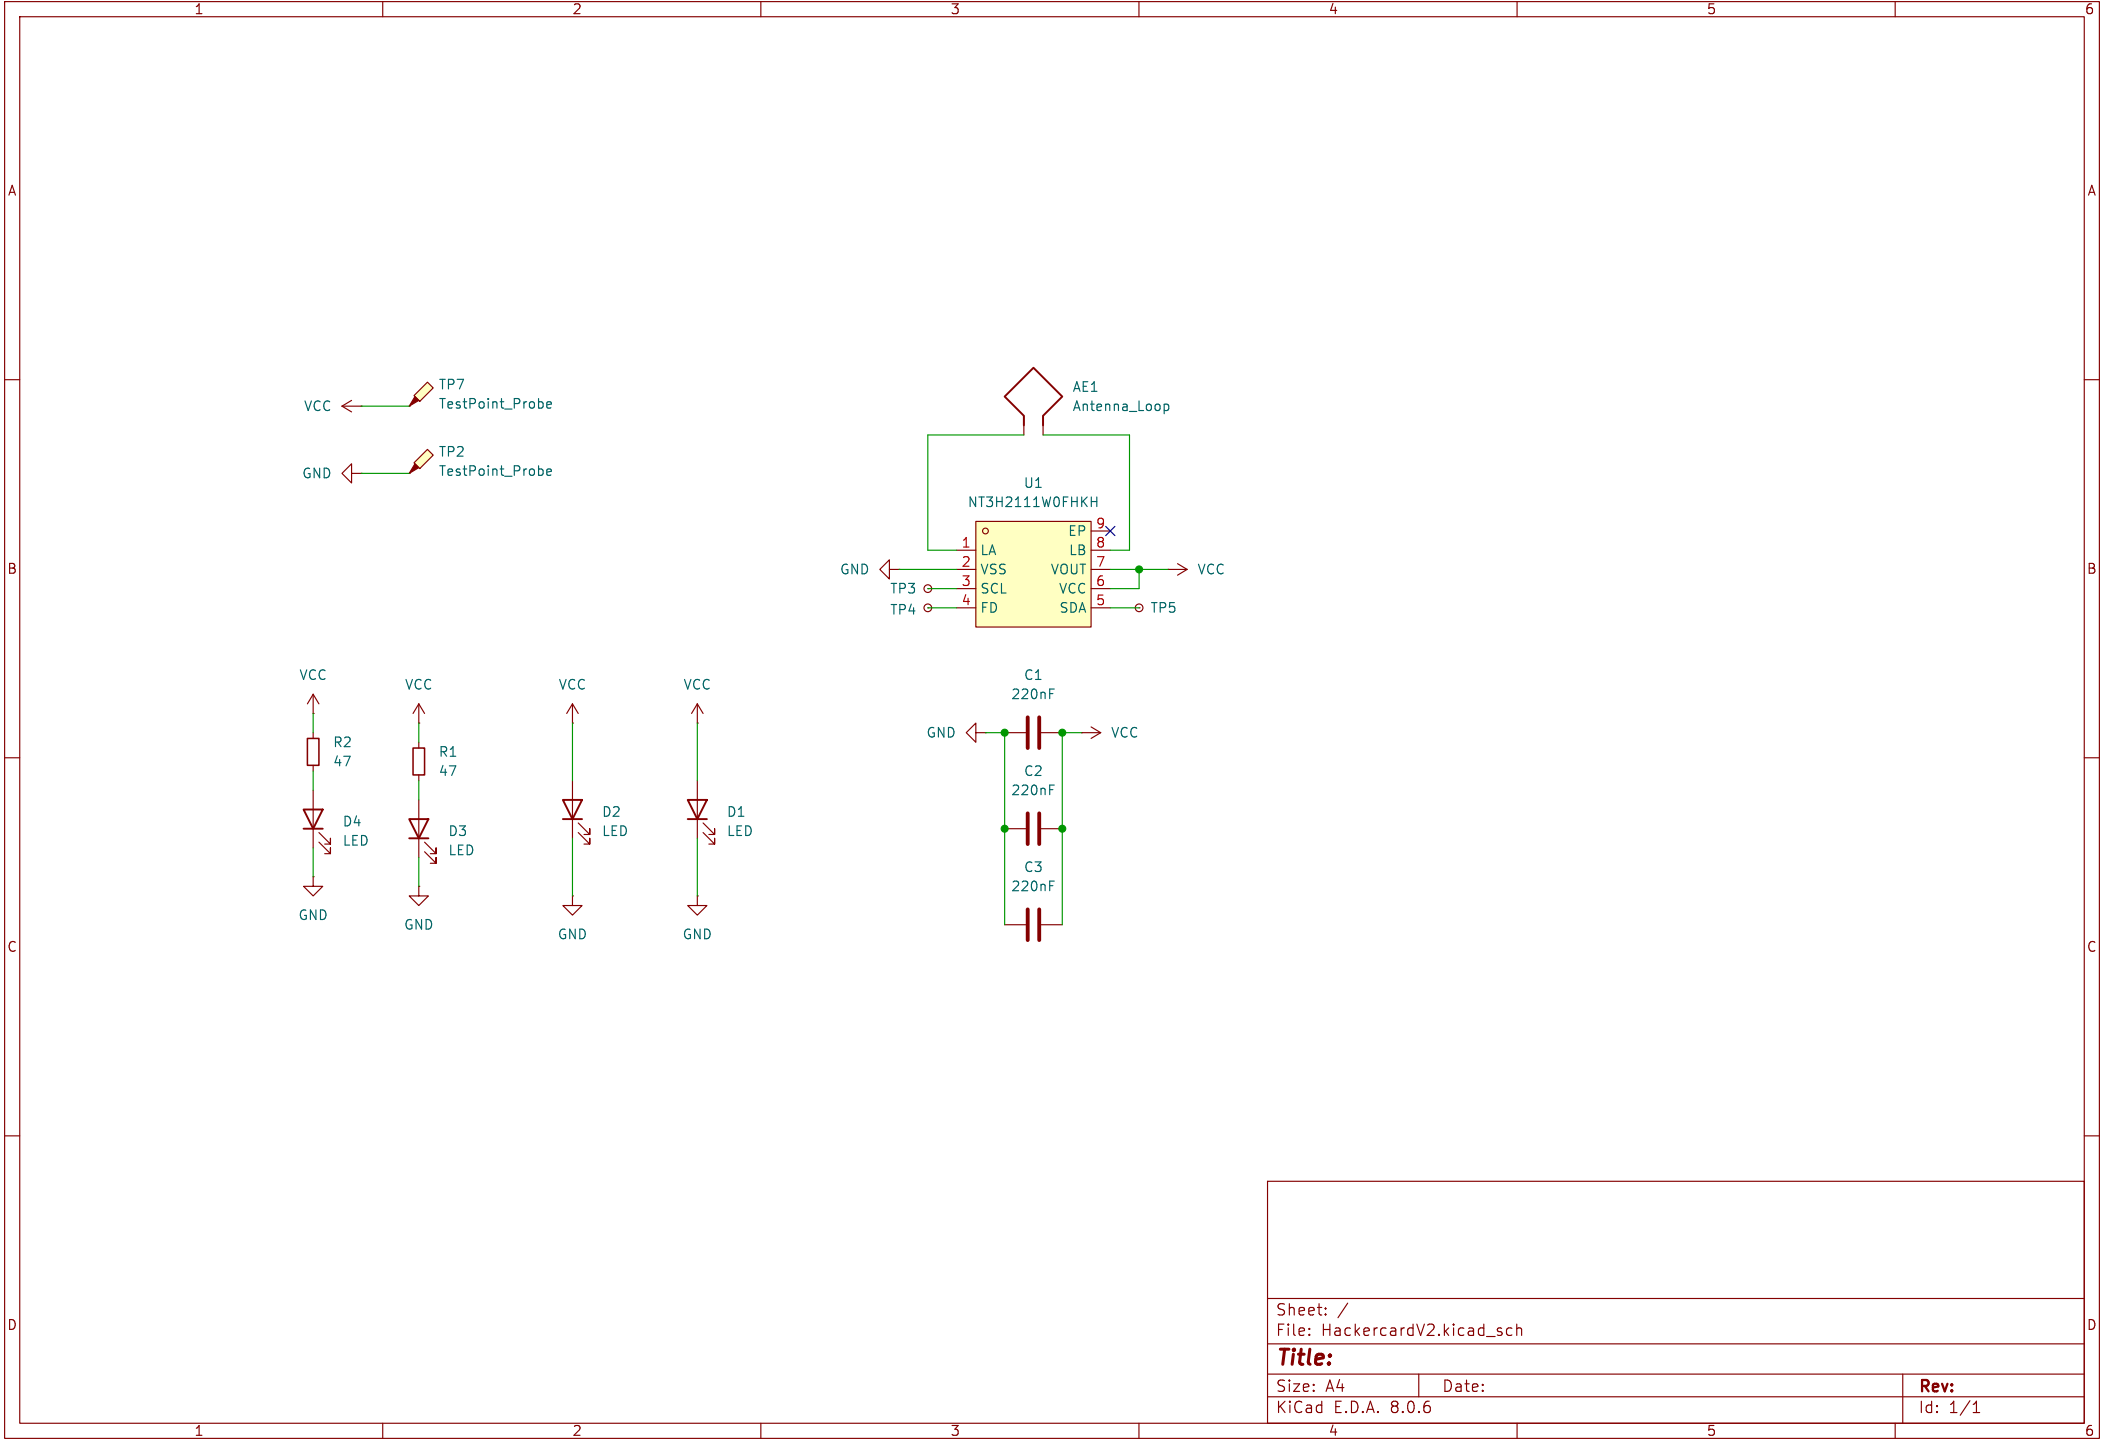 1 2 3 4 5 6
A A
TP7
TestPoint_Probe
VCC
TP2
TestPoint_Probe
GND
AE1
Antenna_Loop
U1
NT3H2111W0FHKH
EP 9
1 LA LB 8
GND 2 VSS VOUT 7 VCC
TP3 3 SCL VCC 6
TP4 4 FD SDA 5 TP5
B B
VCC
R2
47
D4
LED
GND
VCC
R1
47
D3
LED
GND
VCC
D2
LED
GND
VCC
D1
LED
GND
C1
220nF
GND VCC
C2
220nF
C3
220nF
C C
D D
Sheet: /
File: HackercardV2.kicad_sch
Title:
Size: A4 Date: Rev:
KiCad E.D.A. 8.0.6 Id: 1/1
1 2 3 4 5 6